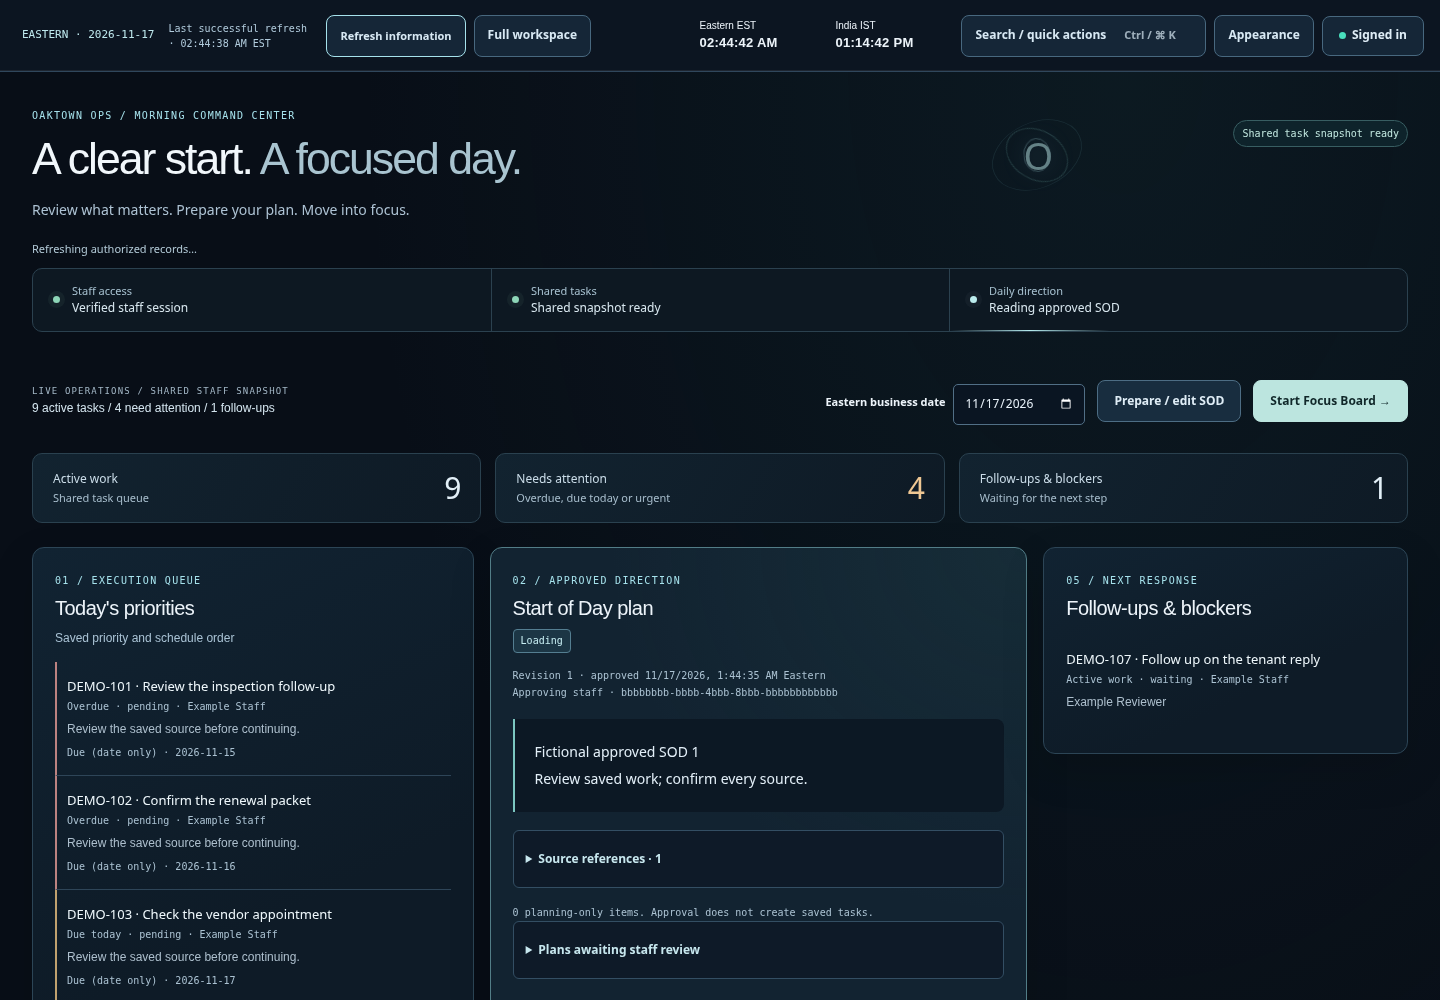 EASTERN · 2026-11-17
Last successful refresh
· 02:44:38 AM EST
Refresh information
Full workspace
Eastern EST
02:44:42 AM
India IST
01:14:42 PM
Search / quick actions Ctrl / ⌘ K
Appearance
Signed in
OAKTOWN OPS / MORNING COMMAND CENTER
A clear start. A focused day.
Review what matters. Prepare your plan. Move into focus.
O
Shared task snapshot ready
Refreshing authorized records...
Staff access
Verified staff session
Shared tasks
Shared snapshot ready
Daily direction
Reading approved SOD
LIVE OPERATIONS / SHARED STAFF SNAPSHOT
9 active tasks / 4 need attention / 1 follow-ups
Eastern business date
11/17/2026
Prepare / edit SOD
Start Focus Board →
Active work
Shared task queue
9
Needs attention
Overdue, due today or urgent
4
Follow-ups & blockers
Waiting for the next step
1
01 / EXECUTION QUEUE
Today's priorities
Saved priority and schedule order
DEMO-101 · Review the inspection follow-up
Overdue · pending · Example Staff
Review the saved source before continuing.
Due (date only) · 2026-11-15
DEMO-102 · Confirm the renewal packet
Overdue · pending · Example Staff
Review the saved source before continuing.
Due (date only) · 2026-11-16
DEMO-103 · Check the vendor appointment
Due today · pending · Example Staff
Review the saved source before continuing.
Due (date only) · 2026-11-17
02 / APPROVED DIRECTION
Start of Day plan
Loading
Revision 1 · approved 11/17/2026, 1:44:35 AM Eastern
Approving staff · bbbbbbbb-bbbb-4bbb-8bbb-bbbbbbbbbbbb
Fictional approved SOD 1
Review saved work; confirm every source.
Source references · 1
0 planning-only items. Approval does not create saved tasks.
Plans awaiting staff review
05 / NEXT RESPONSE
Follow-ups & blockers
DEMO-107 · Follow up on the tenant reply
Active work · waiting · Example Staff
Example Reviewer